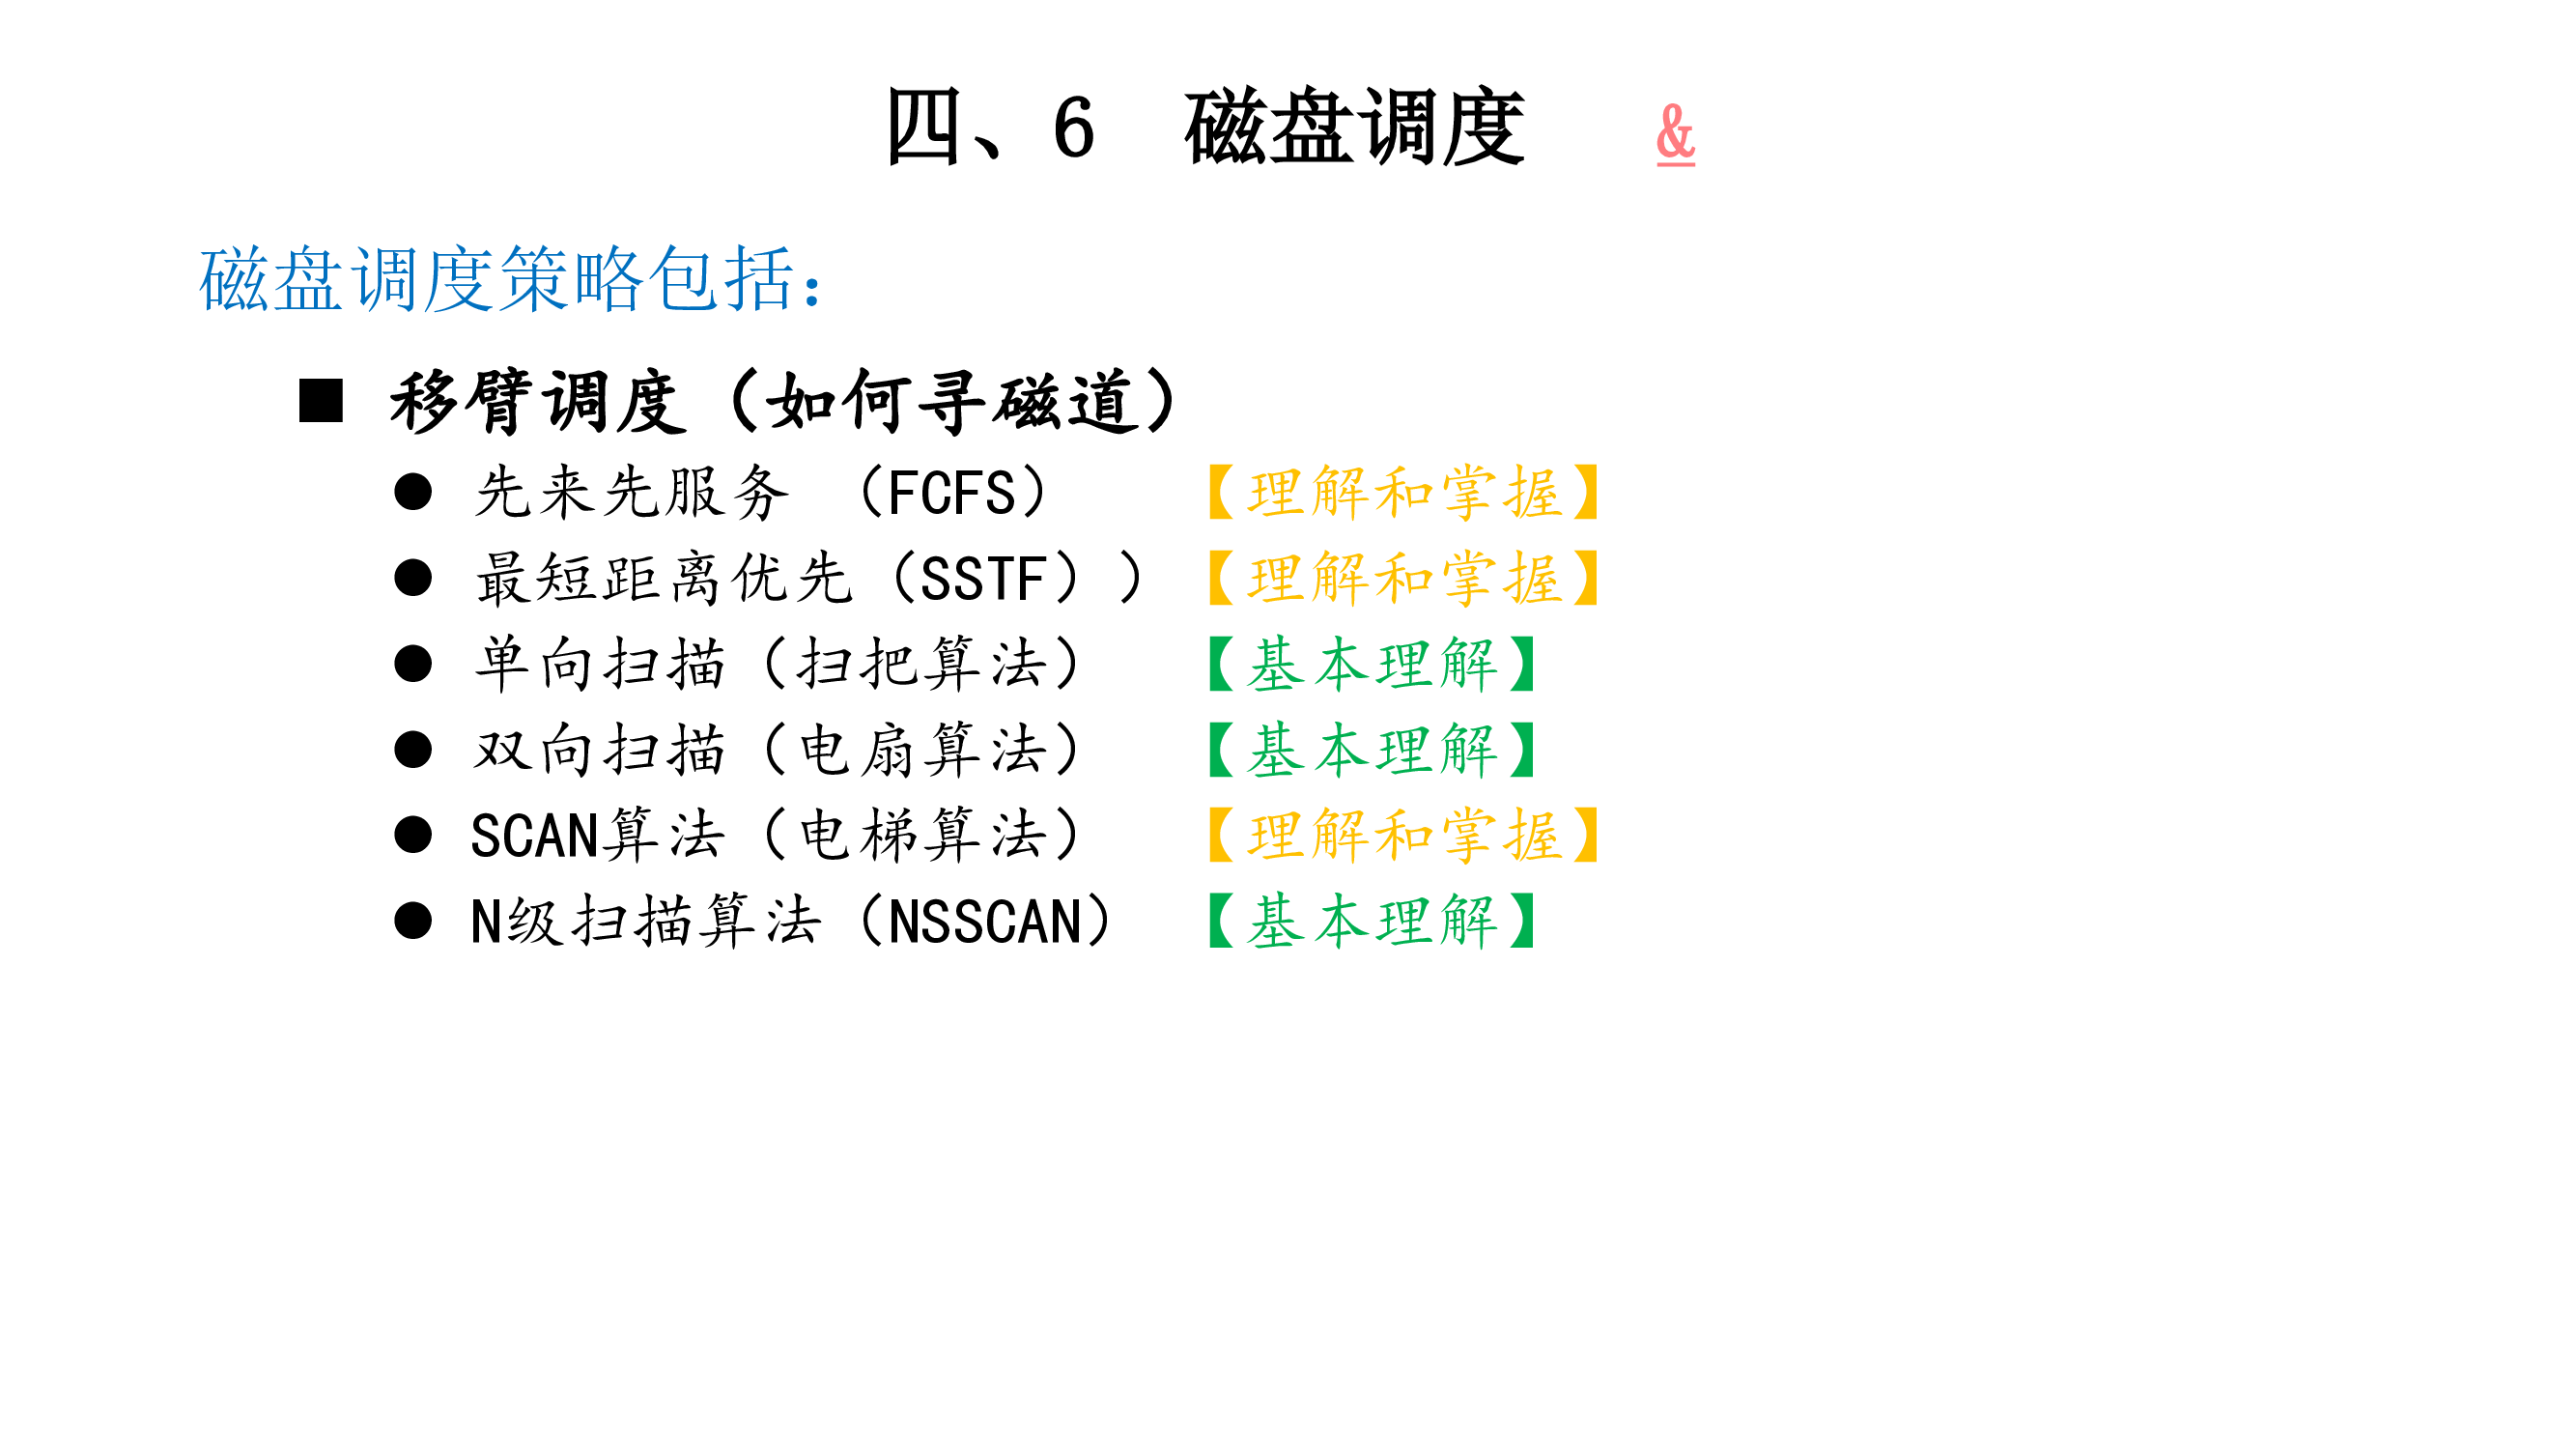 四、6 磁盘调度 &
磁盘调度策略包括：
■ 移臂调度（如何寻磁道）
● 先来先服务 （FCFS） 【理解和掌握】
● 最短距离优先（SSTF）） 【理解和掌握】
● 单向扫描（扫把算法） 【基本理解】
● 双向扫描（电扇算法） 【基本理解】
● SCAN算法（电梯算法） 【理解和掌握】
● N级扫描算法（NSSCAN） 【基本理解】